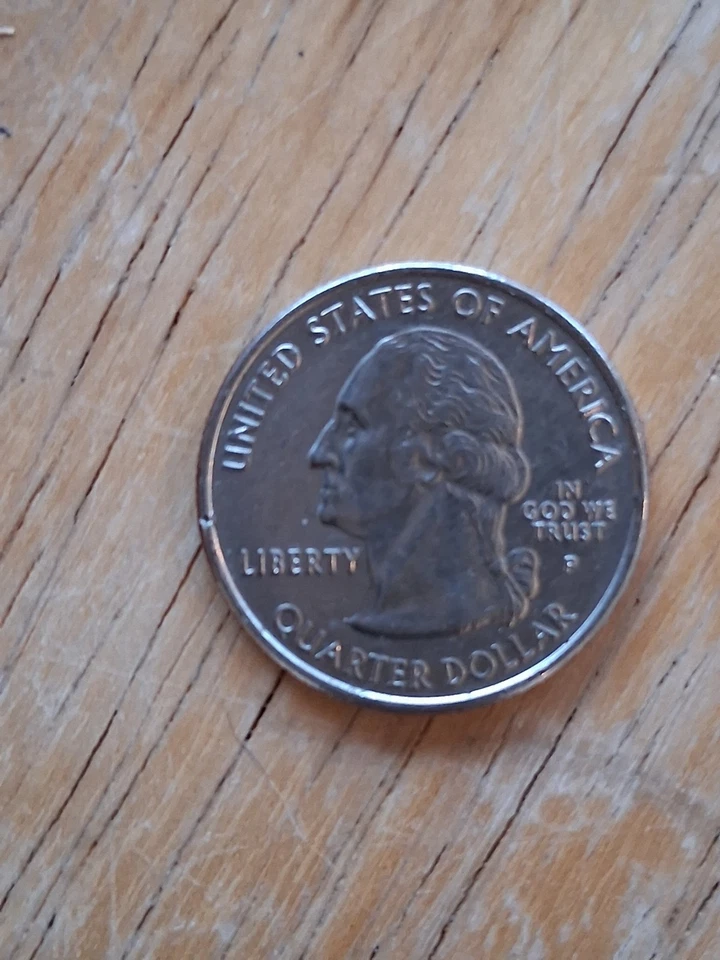 UNITED STATES OF AMERICA
LIBERTY
IN
GOD WE
TRUST
P
QUARTER DOLLAR